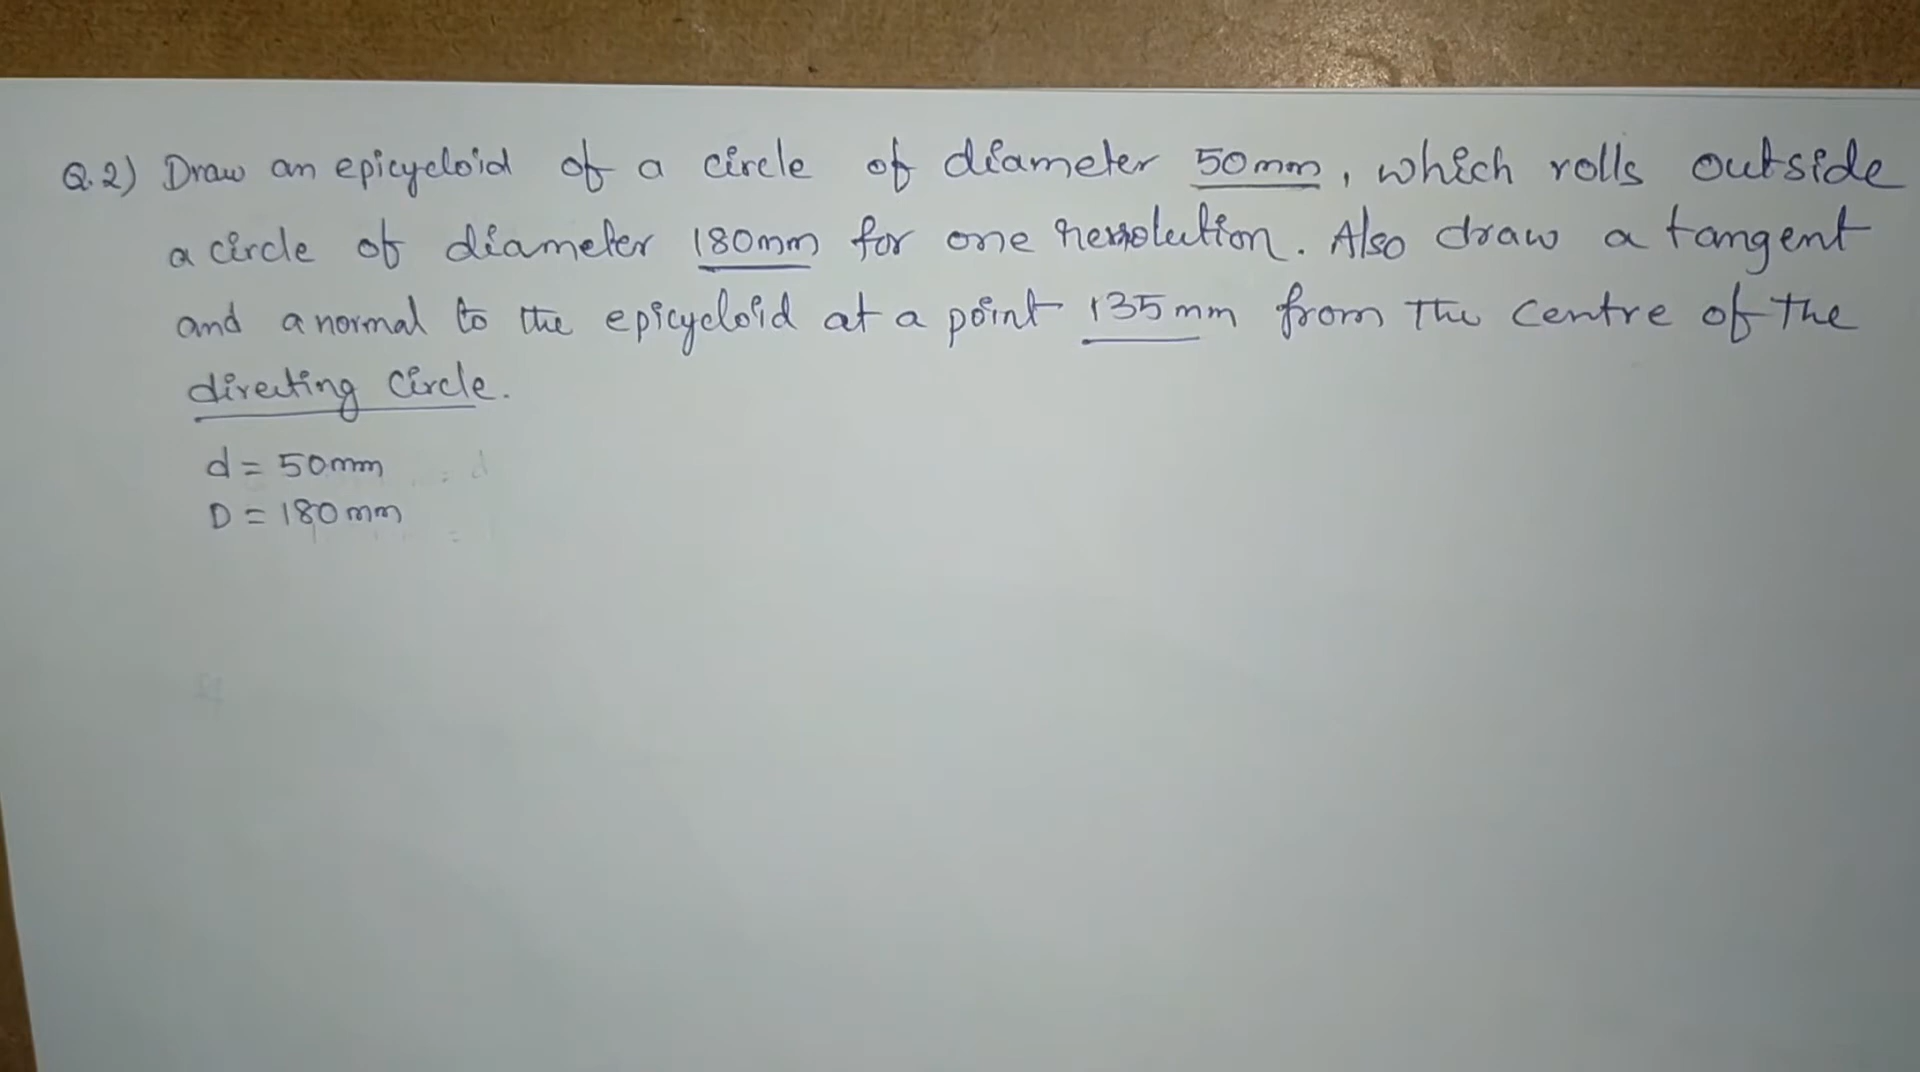 Q.2) Draw an epicycloid of a circle of diameter 50mm, which rolls outside
a circle of diameter 180mm for one revolution. Also draw a tangent
and a normal to the epicycloid at a point 135mm from the centre of the
directing circle.
d = 50mm
D = 180mm